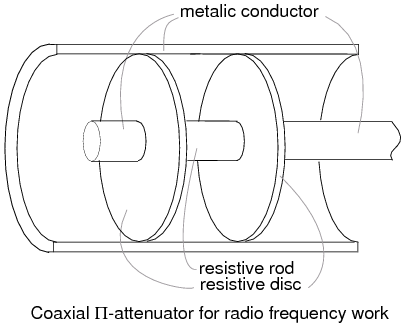 metalic conductor
resistive rod
resistive disc
Coaxial Π-attenuator for radio frequency work